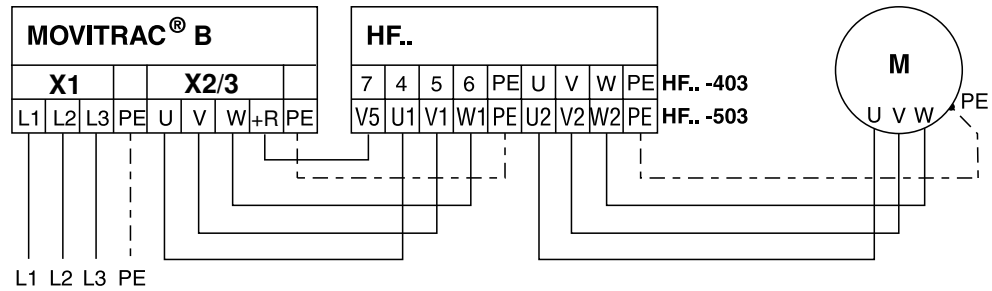 MOVITRAC® B
HF..
M
X1 X2/3
7 4 5 6 PE U V W PE HF.. -403
L1 L2 L3 PE U V W +R PE
V5 U1 V1 W1 PE U2 V2 W2 PE HF.. -503
U V W PE
L1 L2 L3 PE